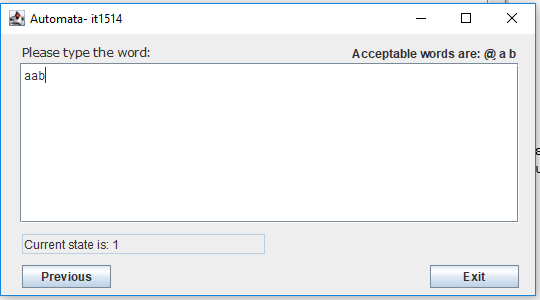 Automata- it1514
Please type the word:
Acceptable words are: @ a b
aab
Current state is: 1
Previous
Exit